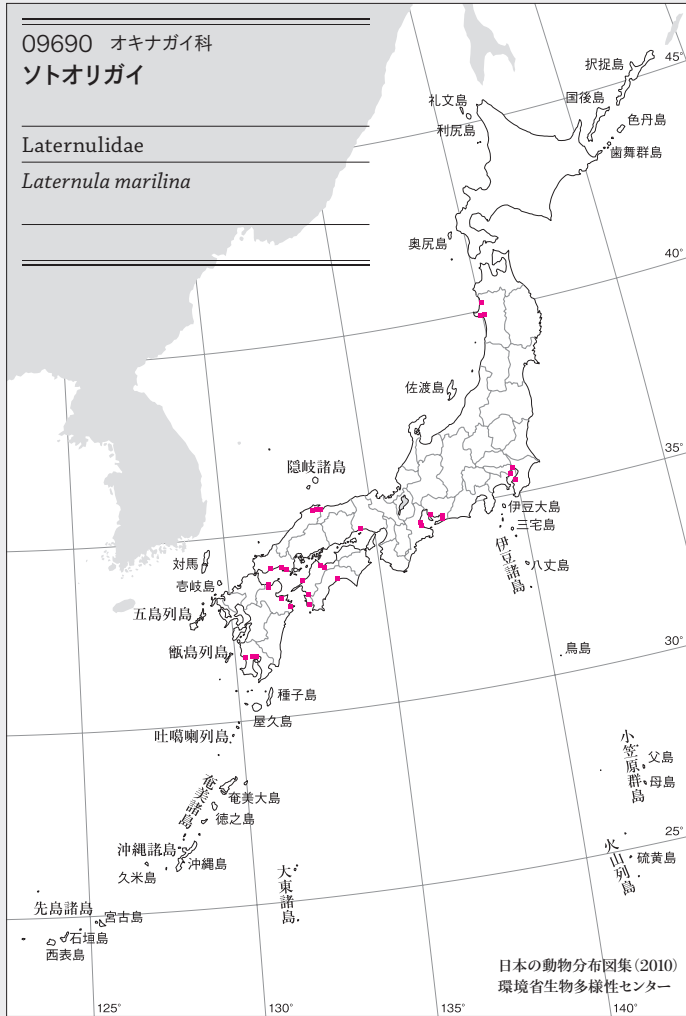 09690 オキナガイ科
ソトオリガイ
Laternulidae
Laternula marilina
択捉島
45°
国後島
礼文島
色丹島
利尻島
歯舞群島
奥尻島
40°
佐渡島
35°
隠岐諸島
伊豆大島
三宅島
対馬
伊豆諸島
八丈島
壱岐島
五島列島
鳥島
30°
甑島列島
種子島
屋久島
吐噶喇列島
小笠原群島
父島
母島
奄美諸島
奄美大島
徳之島
25°
沖縄諸島
沖縄島
火山列島
硫黄島
久米島
大東諸島
先島諸島
宮古島
石垣島
西表島
日本の動物分布図集(2010)
環境省生物多様性センター
125°
130°
135°
140°